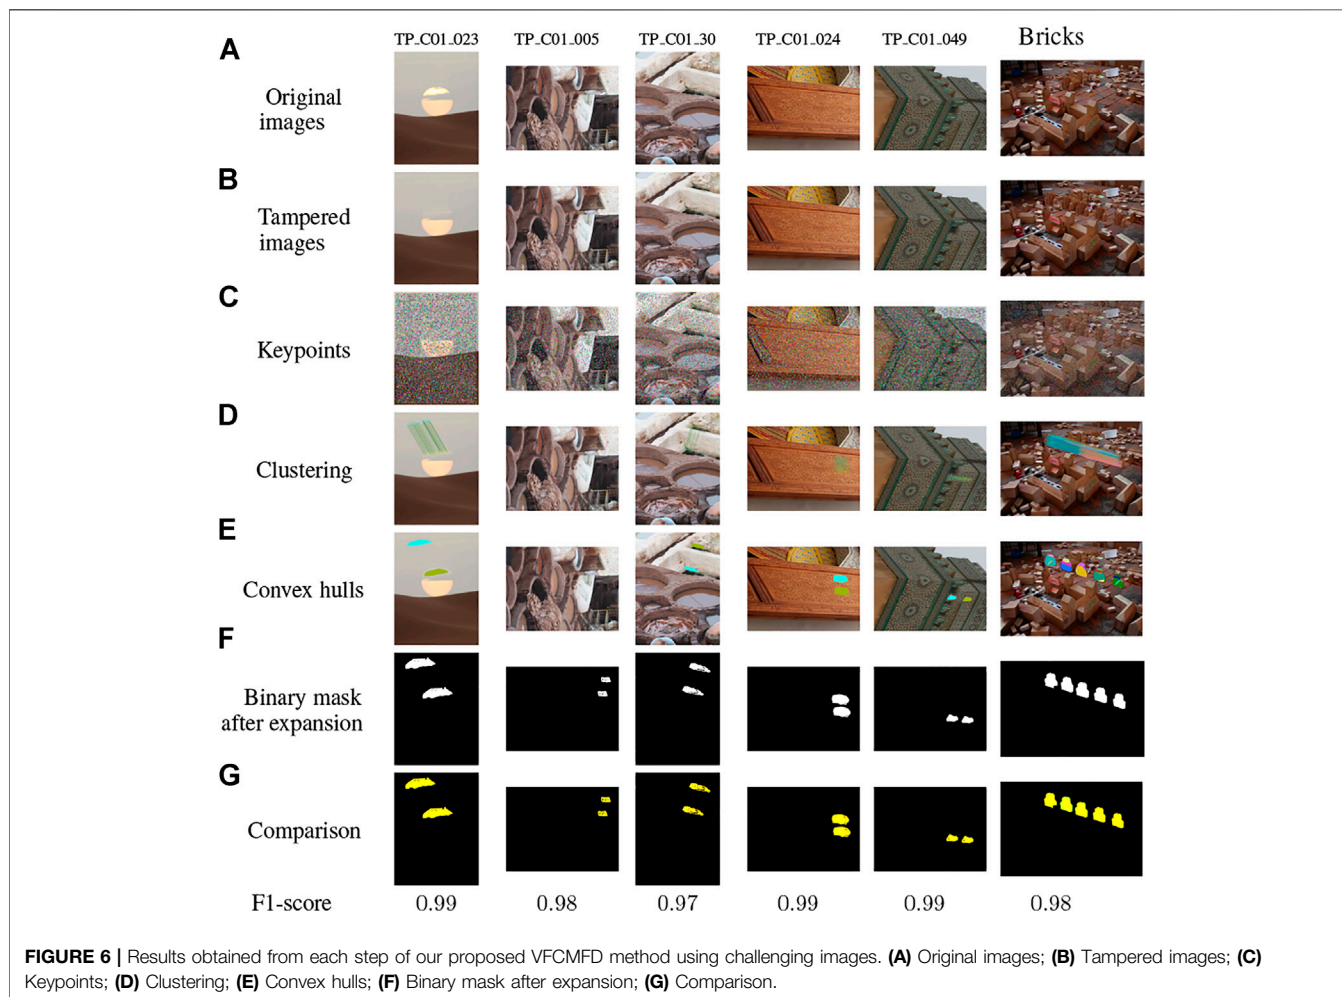 A
TP_C01_023 TP_C01_005 TP_C01_30 TP_C01_024 TP_C01_049 Bricks
Original
images
B
Tampered
images
C
Keypoints
D
Clustering
E
Convex hulls
F
Binary mask
after expansion
G
Comparison
F1-score 0.99 0.98 0.97 0.99 0.99 0.98
FIGURE 6 | Results obtained from each step of our proposed VFCMFD method using challenging images. (A) Original images; (B) Tampered images; (C)
Keypoints; (D) Clustering; (E) Convex hulls; (F) Binary mask after expansion; (G) Comparison.